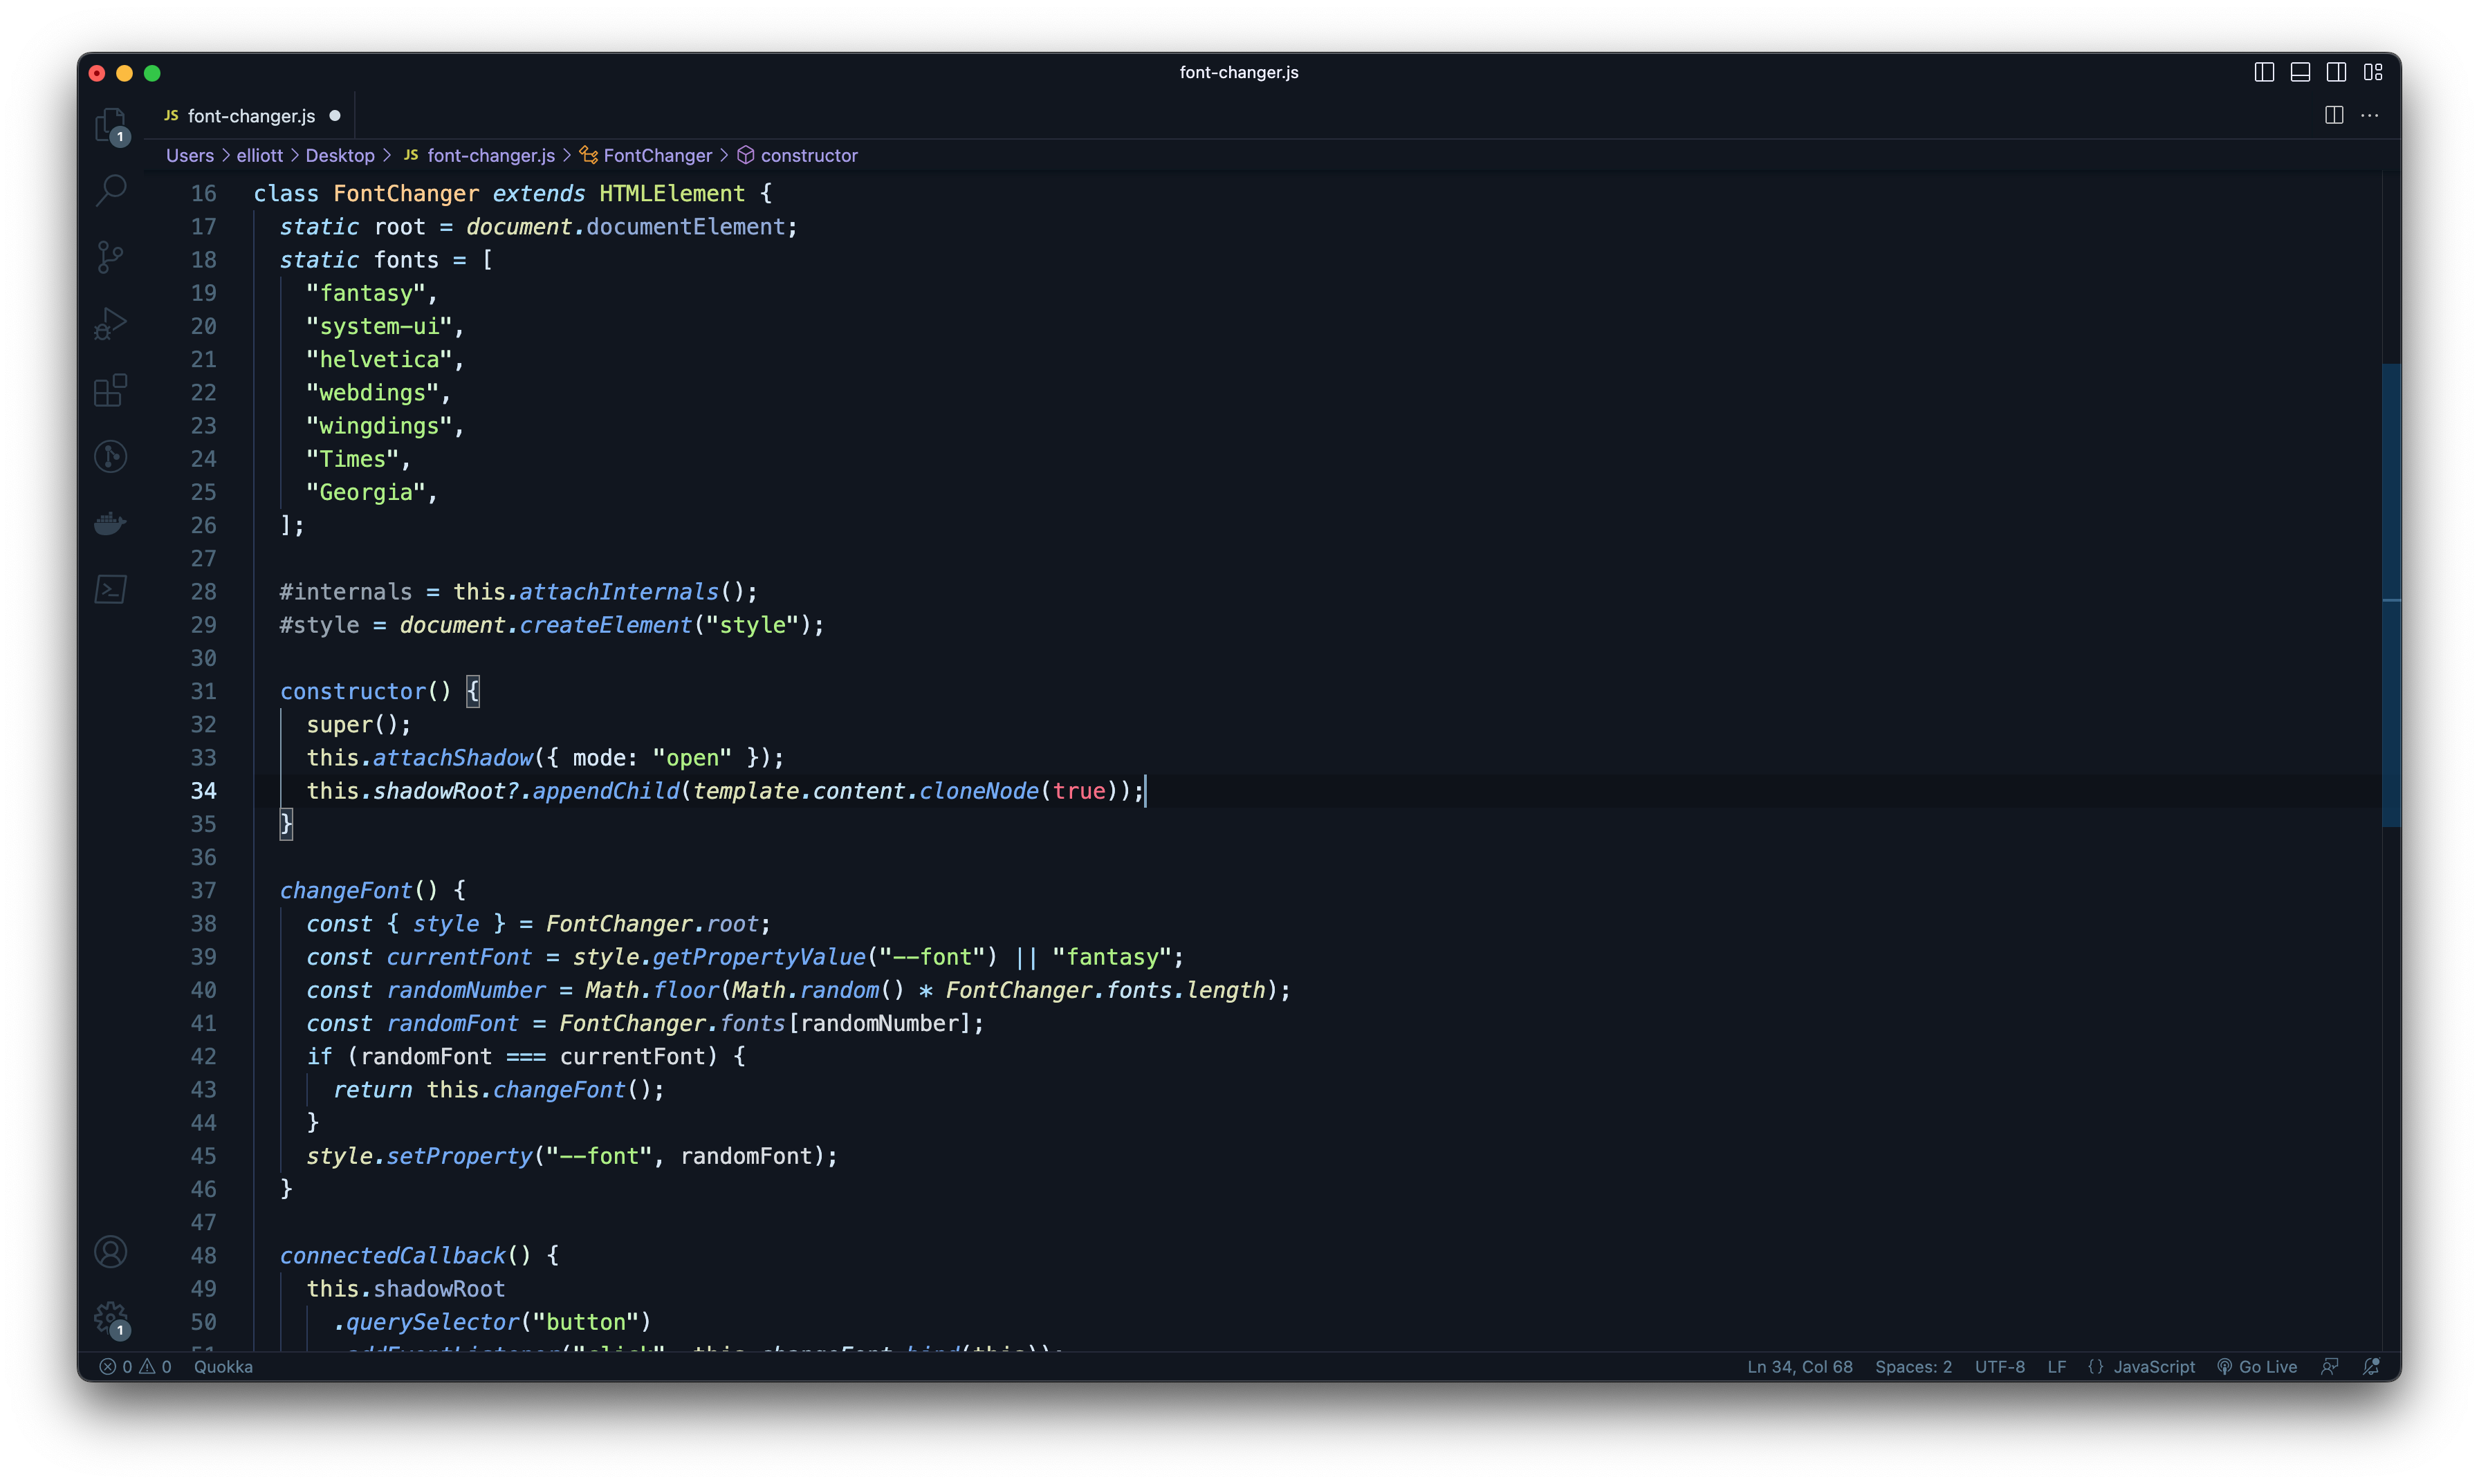 font-changer.js
JS font-changer.js
1
Users > elliott > Desktop > JS font-changer.js > FontChanger > constructor
16 class FontChanger extends HTMLElement {
17 static root = document.documentElement;
18 static fonts = [
19 "fantasy",
20 "system-ui",
21 "helvetica",
22 "webdings",
23 "wingdings",
24 "Times",
25 "Georgia",
26 ];
27
28 #internals = this.attachInternals();
29 #style = document.createElement("style");
30
31 constructor() {
32 super();
33 this.attachShadow({ mode: "open" });
34 this.shadowRoot?.appendChild(template.content.cloneNode(true));
35 }
36
37 changeFont() {
38 const { style } = FontChanger.root;
39 const currentFont = style.getPropertyValue("--font") || "fantasy";
40 const randomNumber = Math.floor(Math.random() * FontChanger.fonts.length);
41 const randomFont = FontChanger.fonts[randomNumber];
42 if (randomFont === currentFont) {
43 return this.changeFont();
44 }
45 style.setProperty("--font", randomFont);
46 }
47
48 connectedCallback() {
49 this.shadowRoot
50 .querySelector("button")
51 .addEventListener("click", this.changeFont.bind(this));
1
0 0 Quokka Ln 34, Col 68 Spaces: 2 UTF-8 LF {} JavaScript Go Live